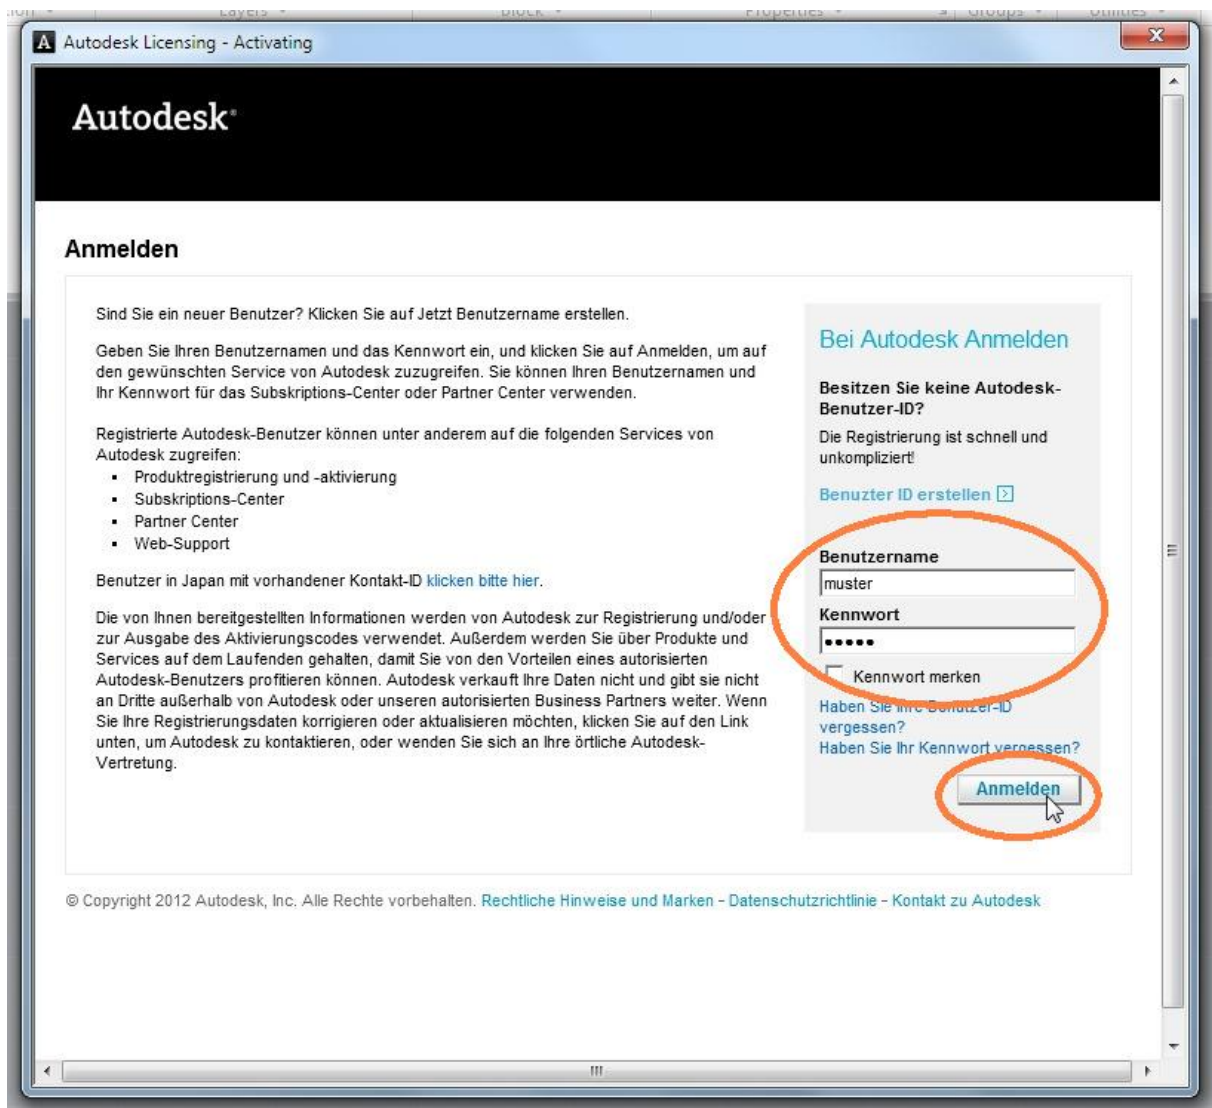 Layers
Block
Properties
Groups
Utilities
Autodesk Licensing - Activating
Autodesk®
Anmelden
Sind Sie ein neuer Benutzer? Klicken Sie auf Jetzt Benutzername erstellen.
Geben Sie Ihren Benutzernamen und das Kennwort ein, und klicken Sie auf Anmelden, um auf
den gewünschten Service von Autodesk zuzugreifen. Sie können Ihren Benutzernamen und
Ihr Kennwort für das Subskriptions-Center oder Partner Center verwenden.
Registrierte Autodesk-Benutzer können unter anderem auf die folgenden Services von
Autodesk zugreifen:
▪ Produktregistrierung und -aktivierung
▪ Subskriptions-Center
▪ Partner Center
▪ Web-Support
Benutzer in Japan mit vorhandener Kontakt-ID klicken bitte hier.
Die von Ihnen bereitgestellten Informationen werden von Autodesk zur Registrierung und/oder
zur Ausgabe des Aktivierungscodes verwendet. Außerdem werden Sie über Produkte und
Services auf dem Laufenden gehalten, damit Sie von den Vorteilen eines autorisierten
Autodesk-Benutzers profitieren können. Autodesk verkauft Ihre Daten nicht und gibt sie nicht
an Dritte außerhalb von Autodesk oder unseren autorisierten Business Partners weiter. Wenn
Sie Ihre Registrierungsdaten korrigieren oder aktualisieren möchten, klicken Sie auf den Link
unten, um Autodesk zu kontaktieren, oder wenden Sie sich an Ihre örtliche Autodesk-
Vertretung.
Bei Autodesk Anmelden
Besitzen Sie keine Autodesk-
Benutzer-ID?
Die Registrierung ist schnell und
unkompliziert!
Benuzter ID erstellen
Benutzername
muster
Kennwort
•••••
Kennwort merken
Haben Sie Ihre Benutzer-ID
vergessen?
Haben Sie Ihr Kennwort vergessen?
Anmelden
© Copyright 2012 Autodesk, Inc. Alle Rechte vorbehalten. Rechtliche Hinweise und Marken - Datenschutzrichtlinie - Kontakt zu Autodesk